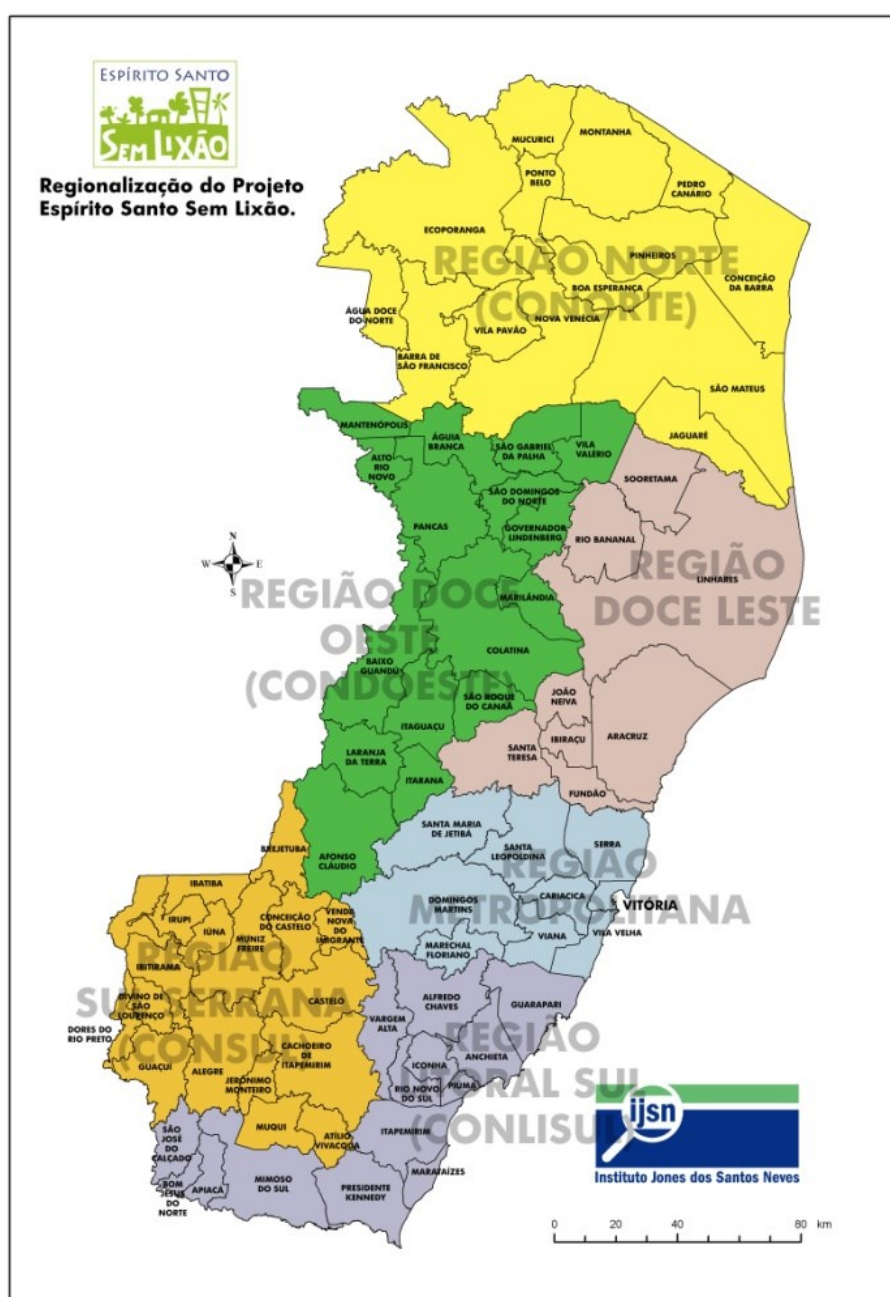 ESPÍRITO SANTO
SEM LIXÃO
Regionalização do Projeto
Espírito Santo Sem Lixão.
MUCURICI
MONTANHA
PONTO
BELO
PEDRO
CANÁRIO
ECOPORANGA
REGIÃO NORTE
(CONORTE)
PINHEIROS
CONCEIÇÃO
DA BARRA
BOA ESPERANÇA
ÁGUA DOCE
DO NORTE
NOVA VENÉCIA
VILA PAVÃO
BARRA DE
SÃO FRANCISCO
SÃO MATEUS
MANTENÓPOLIS
ÁGUIA
BRANCA
SÃO GABRIEL
DA PALHA
VILA
VALÉRIO
JAGUARÉ
ALTO
RIO
NOVO
SOORETAMA
SÃO DOMINGOS
DO NORTE
PANCAS
GOVERNADOR
LINDENBERG
RIO BANANAL
REGIÃO
DOCE LESTE
LINHARES
N
W
E
S
REGIÃO DOCE
OESTE
(CONDOESTE)
MARILÂNDIA
COLATINA
BAIXO
GUANDÚ
SÃO ROQUE
DO CANAÃ
JOÃO
NEIVA
ITAGUAÇU
IBIRAÇU
ARACRUZ
LARANJA
DA TERRA
SANTA
TERESA
ITARANA
FUNDÃO
SANTA MARIA
DE JETIBÁ
SERRA
BREJETUBA
AFONSO
CLÁUDIO
SANTA
LEOPOLDINA
REGIÃO
METROPOLITANA
IBATIBA
DOMINGOS
MARTINS
CARIACICA
VITÓRIA
IRUPI
IÚNA
CONCEIÇÃO
DO CASTELO
VENDA
NOVA
DO
IMIGRANTE
MUNIZ
FREIRE
VIANA
VILA VELHA
MARECHAL
FLORIANO
IBITIRAMA
REGIÃO
SUL SERRANA
(CONSUL)
DIVINO DE
SÃO
LOURENÇO
CASTELO
ALFREDO
CHAVES
GUARAPARI
DORES DO
RIO PRETO
VARGEM
ALTA
REGIÃO
LITORAL SUL
(CONLISUL)
CACHOEIRO
DE
ITAPEMIRIM
ANCHIETA
GUAÇUÍ
ALEGRE
ICONHA
JERÔNIMO
MONTEIRO
RIO NOVO
DO SUL
PIÚMA
SÃO
JOSÉ
DO
CALÇADO
MUQUI
ATÍLIO
VIVACQUA
ITAPEMIRIM
MARATAÍZES
BOM
JESUS
DO
NORTE
APIACÁ
MIMOSO
DO SUL
PRESIDENTE
KENNEDY
ijsn
Instituto Jones dos Santos Neves
0 20 40 80 km